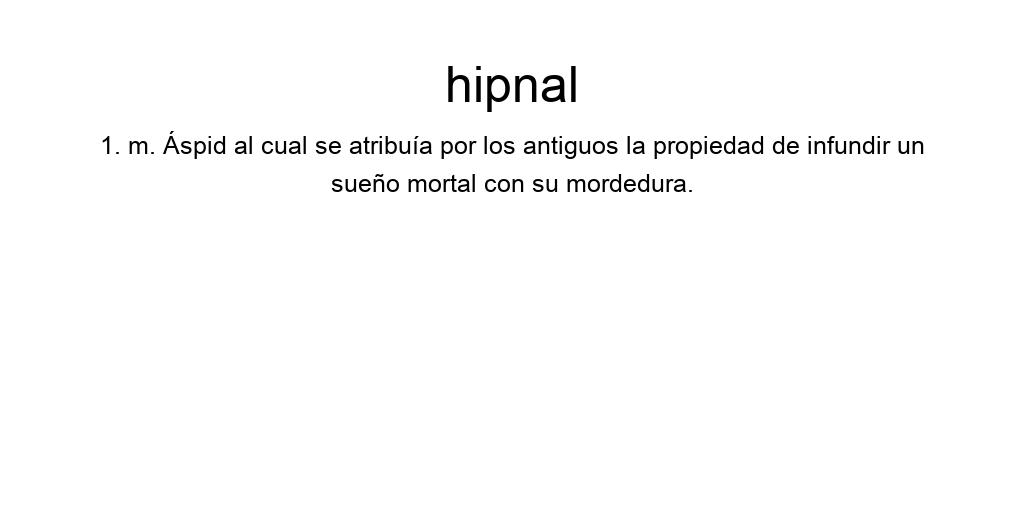 hipnal
1. m. Áspid al cual se atribuía por los antiguos la propiedad de infundir un
sueño mortal con su mordedura.